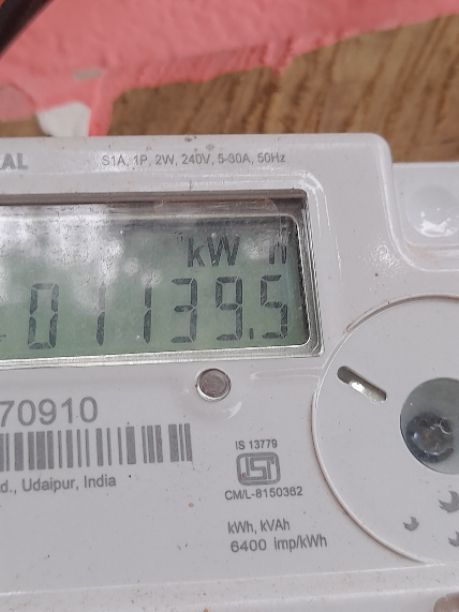 AL S1A, 1P, 2W, 240V, 5-30A, 50Hz
kW h
01139.5
70910
IS 13779
ISI
d., Udaipur, India
CM/L-8150362
kWh, kVAh
6400 imp/kWh